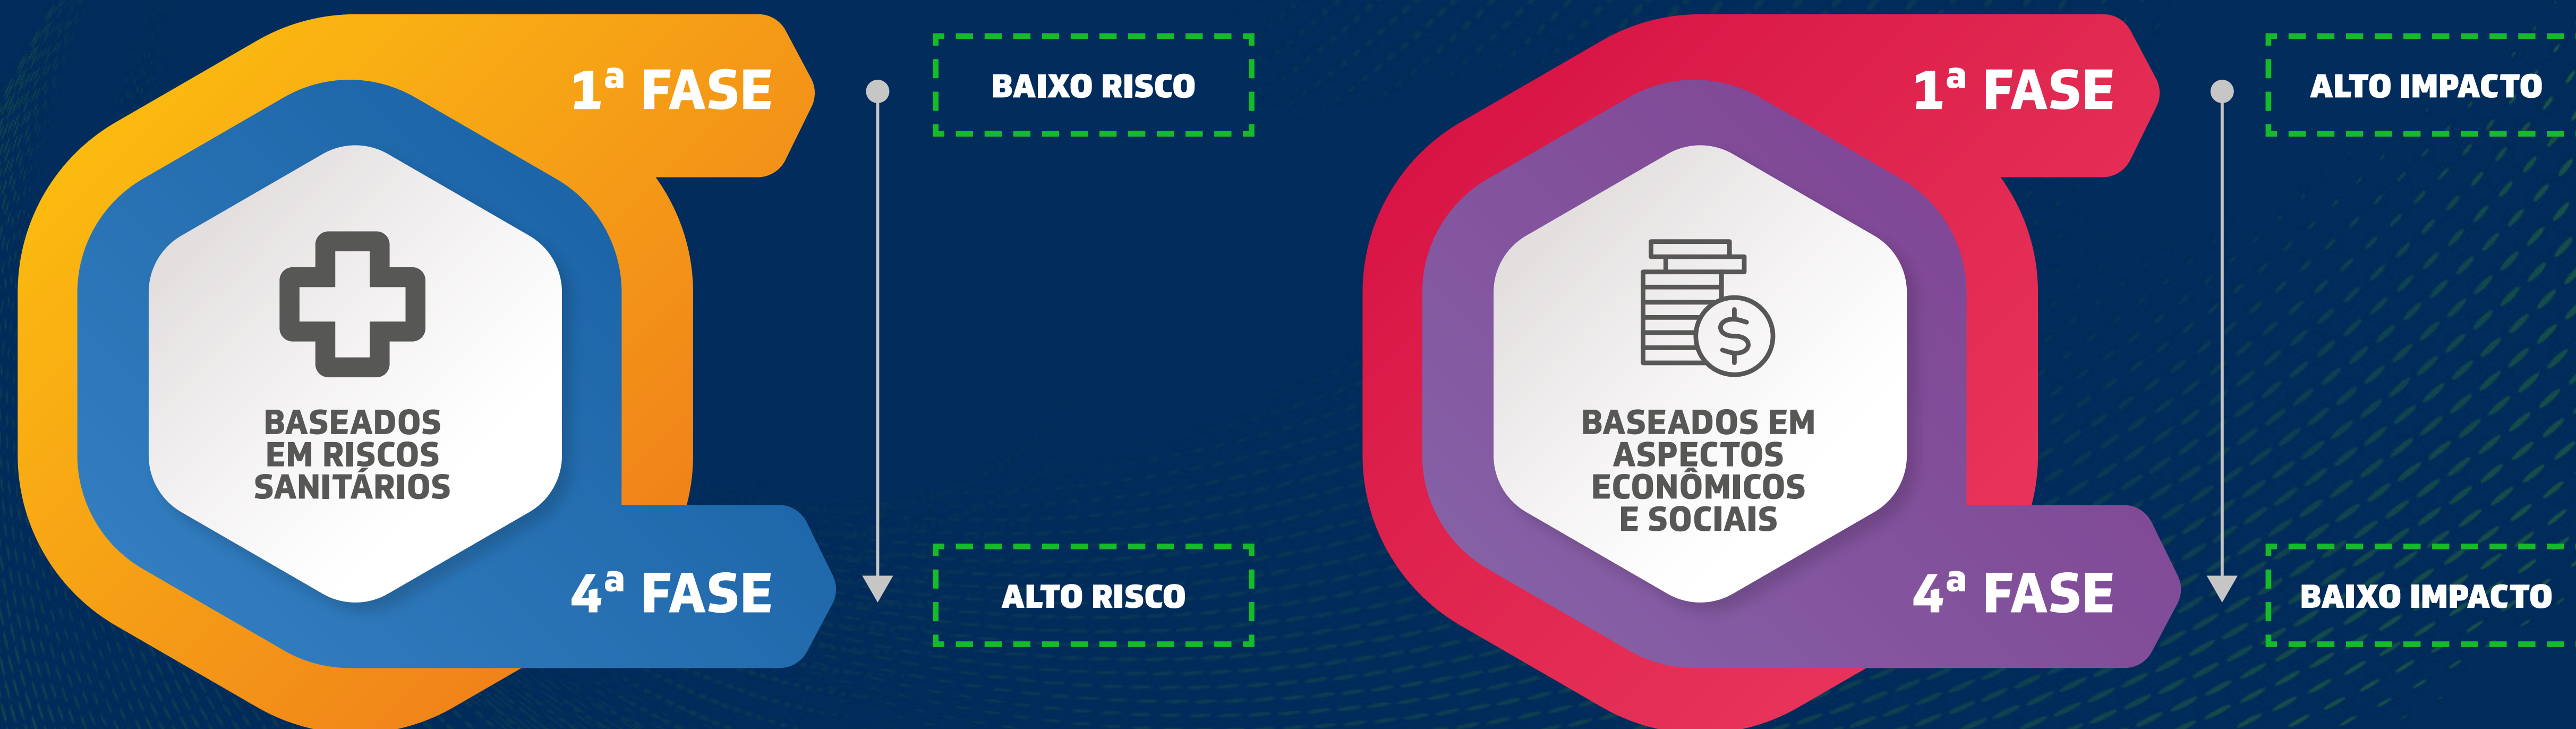 1ª FASE
BAIXO RISCO
BASEADOS
EM RISCOS
SANITÁRIOS
4ª FASE
ALTO RISCO
1ª FASE
ALTO IMPACTO
$
BASEADOS EM
ASPECTOS
ECONÔMICOS
E SOCIAIS
4ª FASE
BAIXO IMPACTO